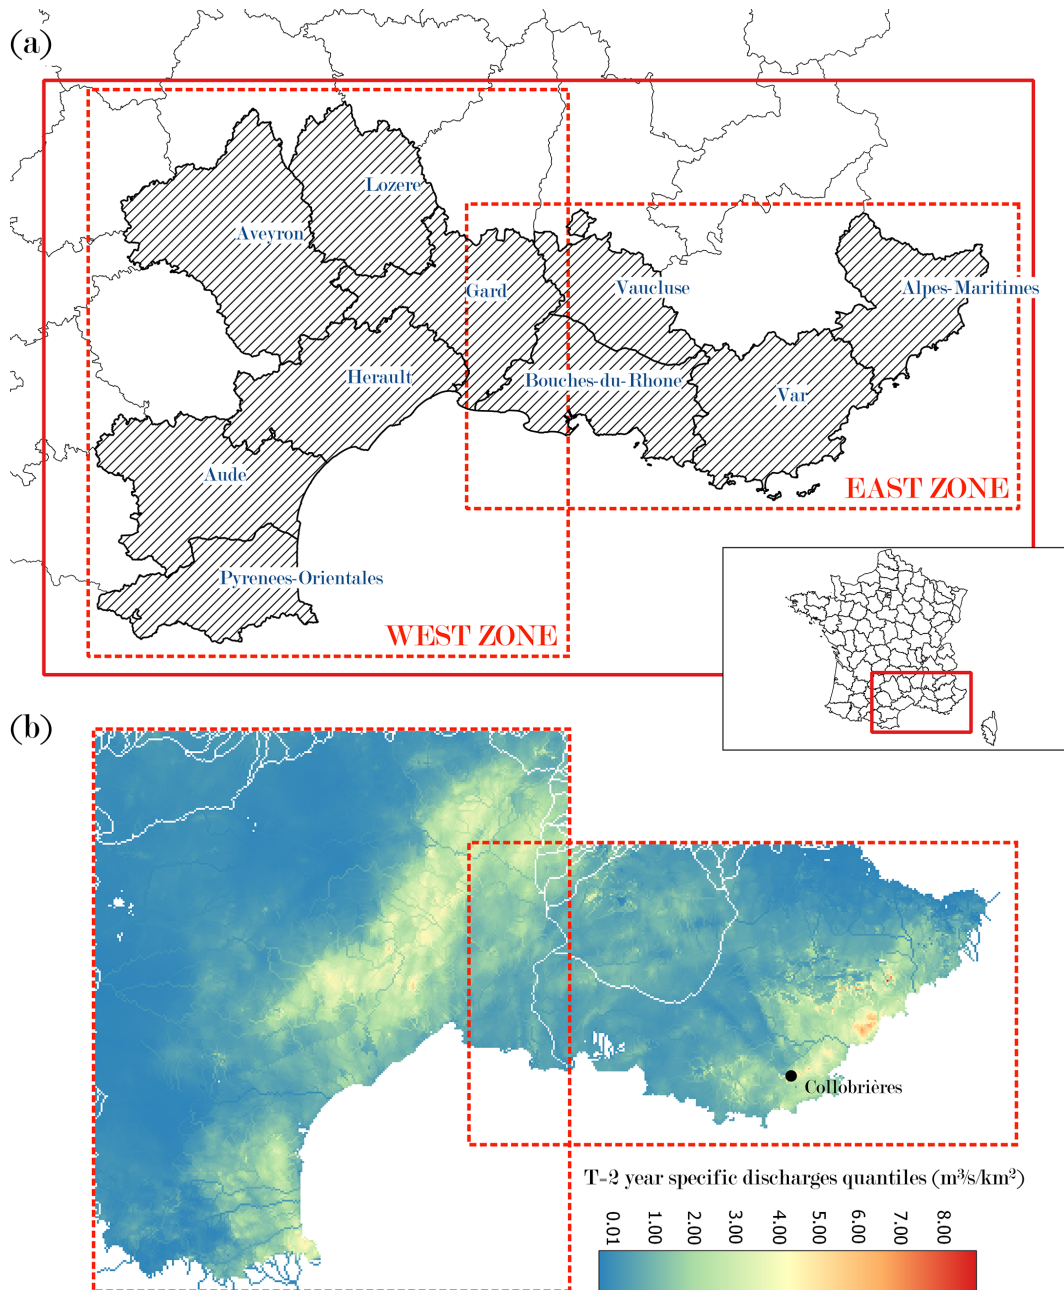 (a)
Lozere
Aveyron
Gard
Vaucluse
Alpes-Maritimes
Herault
Bouches-du-Rhone
Var
Aude
EAST ZONE
Pyrenees-Orientales
WEST ZONE
(b)
Collobrières
T-2 year specific discharges quantiles (m³/s/km²)
0.01 1.00 2.00 3.00 4.00 5.00 6.00 7.00 8.00